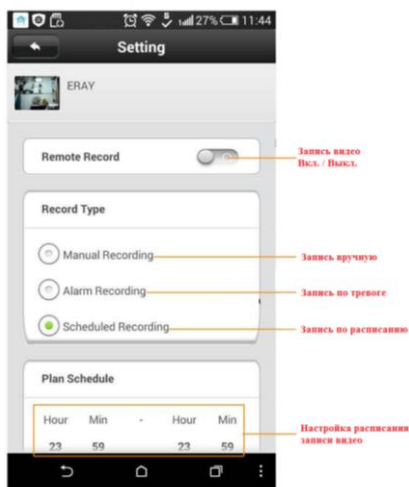 27% 11:44
Setting
ERAY
Remote Record
Запись видео
Вкл. / Выкл.
Record Type
Manual Recording
Запись вручную
Alarm Recording
Запись по тревоге
Scheduled Recording
Запись по расписанию
Plan Schedule
Hour Min - Hour Min
23 59 23 59
Настройка расписания
записи видео